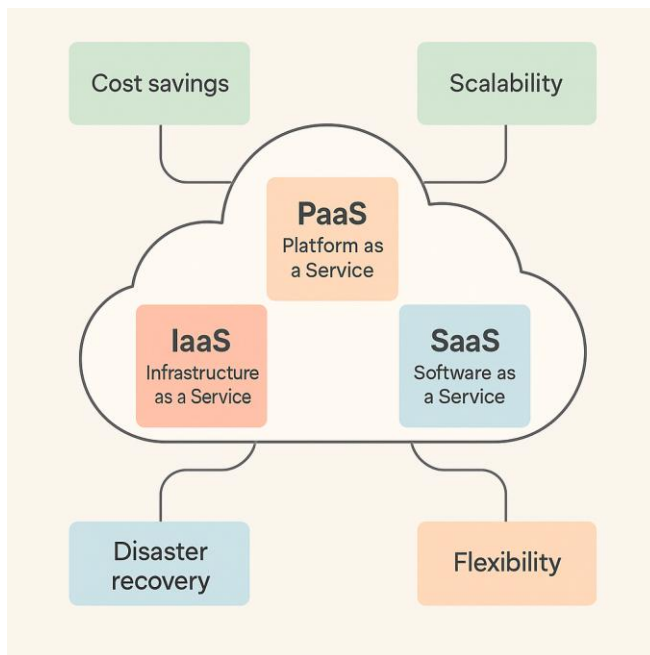 Cost savings
Scalability
PaaS
Platform as
a Service
IaaS
Infrastructure
as a Service
SaaS
Software as
a Service
Disaster
recovery
Flexibility